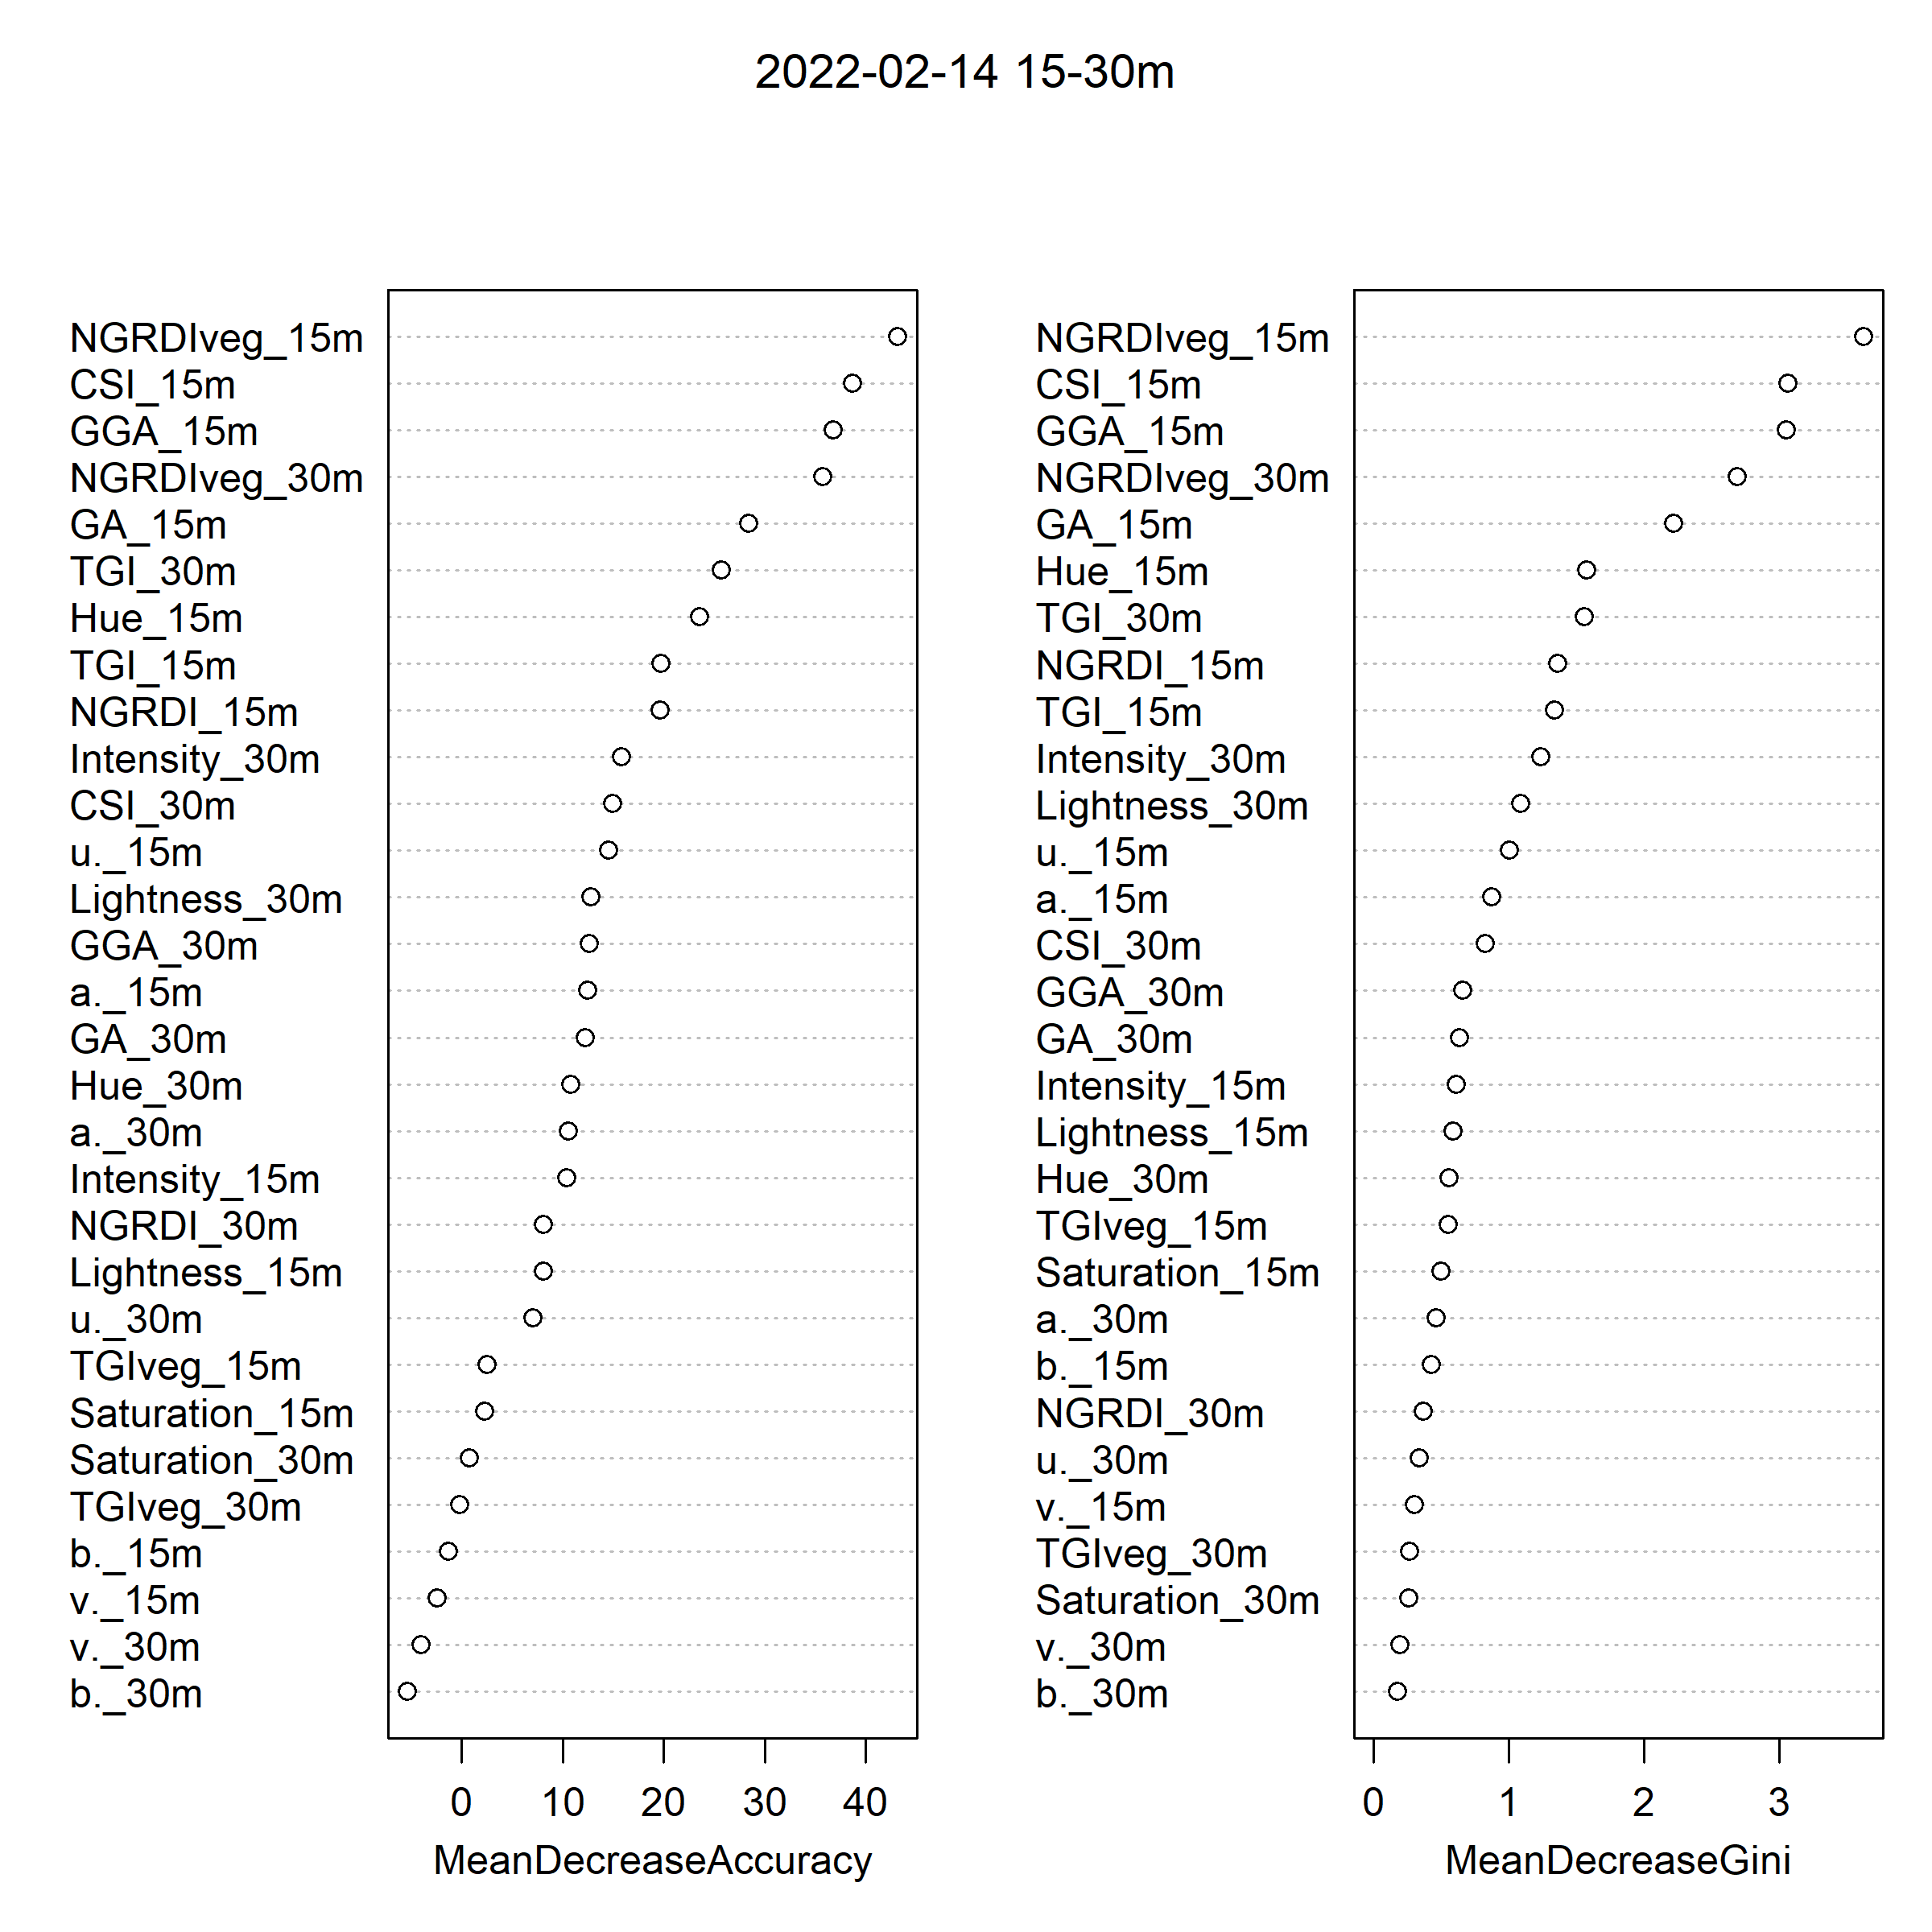 2022-02-14 15-30m
NGRDIveg_15m
CSI_15m
GGA_15m
NGRDIveg_30m
GA_15m
TGI_30m
Hue_15m
TGI_15m
NGRDI_15m
Intensity_30m
CSI_30m
u._15m
Lightness_30m
GGA_30m
a._15m
GA_30m
Hue_30m
a._30m
Intensity_15m
NGRDI_30m
Lightness_15m
u._30m
TGIveg_15m
Saturation_15m
Saturation_30m
TGIveg_30m
b._15m
v._15m
v._30m
b._30m
0 10 20 30 40
MeanDecreaseAccuracy
NGRDIveg_15m
CSI_15m
GGA_15m
NGRDIveg_30m
GA_15m
Hue_15m
TGI_30m
NGRDI_15m
TGI_15m
Intensity_30m
Lightness_30m
u._15m
a._15m
CSI_30m
GGA_30m
GA_30m
Intensity_15m
Lightness_15m
Hue_30m
TGIveg_15m
Saturation_15m
a._30m
b._15m
NGRDI_30m
u._30m
v._15m
TGIveg_30m
Saturation_30m
v._30m
b._30m
0 1 2 3
MeanDecreaseGini